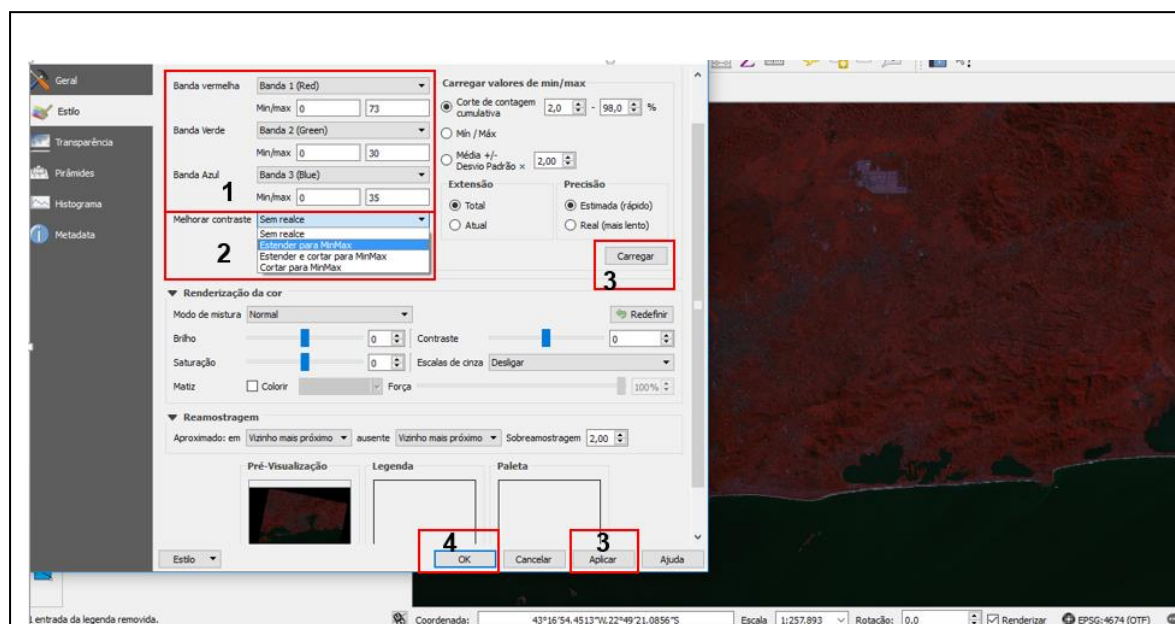 Geral
Estilo
Transparência
Pirâmides
Histograma
Metadata
Banda vermelha Banda 1 (Red)
Min/max 0 73
Banda Verde Banda 2 (Green)
Min/max 0 30
Banda Azul Banda 3 (Blue)
1
Min/max 0 35
Melhorar contraste Sem realce
Sem realce
Estender para MinMax
Estender e cortar para MinMax
Cortar para MinMax
2
Carregar valores de min/max
Corte de contagem cumulativa 2,0 - 98,0 %
Mín / Máx
Média +/-
Desvio Padrão × 2,00
Extensão Precisão
Total Estimada (rápido)
Atual Real (mais lento)
Carregar
3
Renderização da cor
Modo de mistura Normal Redefinir
Brilho 0 Contraste 0
Saturação 0 Escalas de cinza Desligar
Matiz Colorir Força 100%
Reamostragem
Aproximado: em Vizinho mais próximo ausente Vizinho mais próximo Sobreamostragem 2,00
Pré-Visualização Legenda Paleta
4 3
Estilo OK Cancelar Aplicar Ajuda
1 entrada da legenda removida. Coordenada: 43°16'54.4513"W,22°49'21.0856"S Escala 1:257.893 Rotação: 0,0 Renderizar EPSG:4674 (OTF)